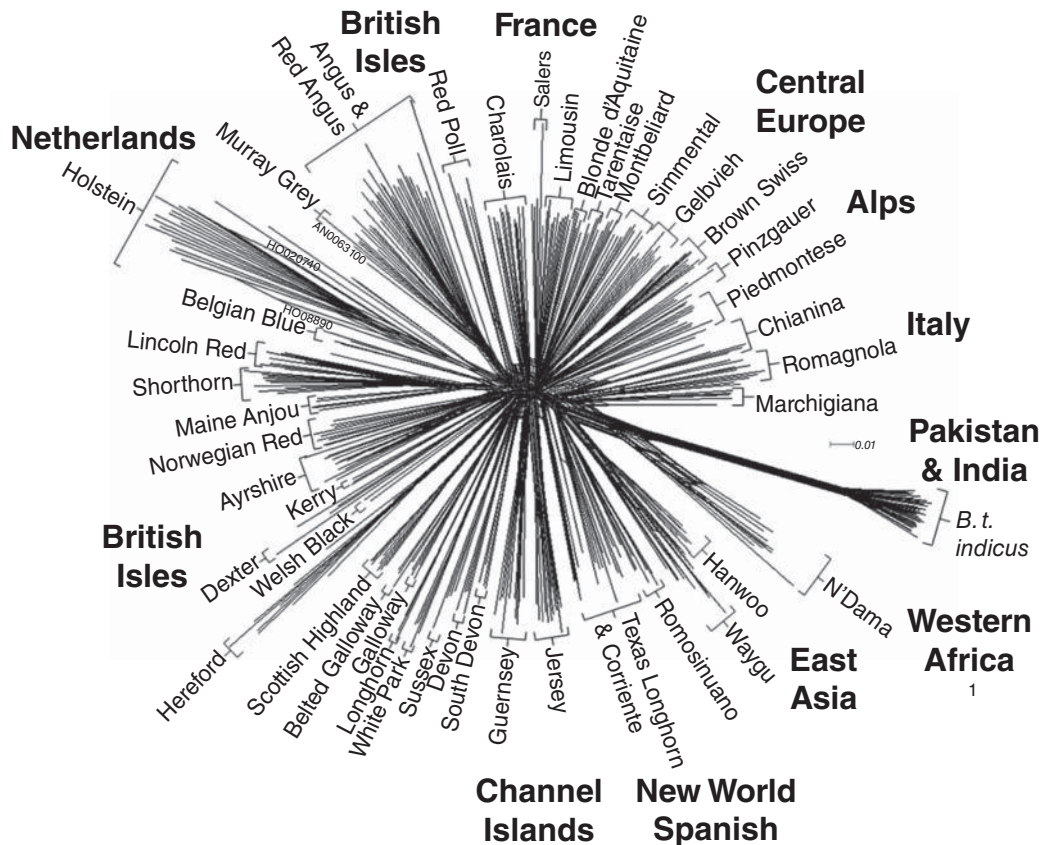 British
Isles
France
Central
Europe
Alps
Italy
Pakistan
& India
Western
Africa
1
East
Asia
New World
Spanish
Channel
Islands
British
Isles
Netherlands
Holstein
Murray Grey
Angus &
Red Angus
Red Poll
Charolais
Salers
Limousin
Blonde d'Aquitaine
Tarentaise
Montbeliard
Simmental
Gelbvieh
Brown Swiss
Pinzgauer
Piedmontese
Chianina
Romagnola
Marchigiana
0.01
B. t.
indicus
N'Dama
Hanwoo
Waygu
Romosinuano
Texas Longhorn
& Corriente
Jersey
Guernsey
South Devon
Devon
Sussex
White Park
Longhorn
Galloway
Belted Galloway
Scottish Highland
Hereford
Welsh Black
Dexter
Kerry
Ayrshire
Norwegian Red
Maine Anjou
Shorthorn
Lincoln Red
Belgian Blue
HO08890
HO020740
AN0063100